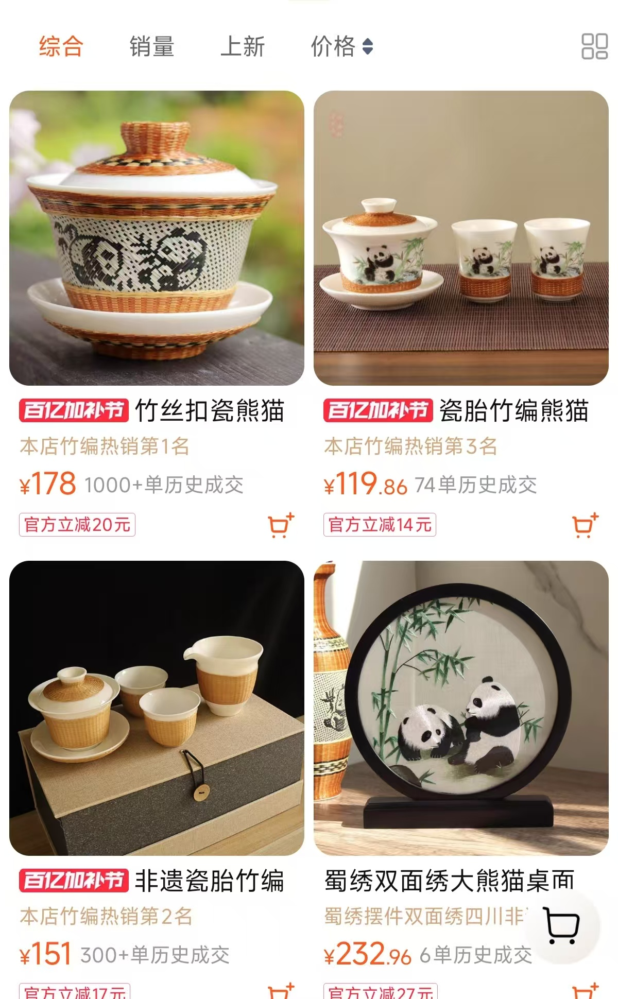 综合
销量
上新
价格
百亿加补节 竹丝扣瓷熊猫
本店竹编热销第1名
¥178 1000+单历史成交
官方立减20元
百亿加补节 瓷胎竹编熊猫
本店竹编热销第3名
¥119.86 74单历史成交
官方立减14元
百亿加补节 非遗瓷胎竹编
本店竹编热销第2名
¥151 300+单历史成交
官方立减17元
蜀绣双面绣大熊猫桌面
蜀绣摆件双面绣四川非
¥232.96 6单历史成交
官方立减27元